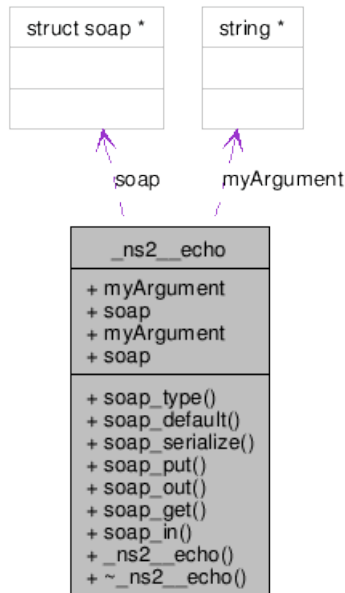 struct soap * string *
soap myArgument
_ns2__echo
+ myArgument
+ soap
+ myArgument
+ soap
+ soap_type()
+ soap_default()
+ soap_serialize()
+ soap_put()
+ soap_out()
+ soap_get()
+ soap_in()
+ _ns2__echo()
+ ~_ns2__echo()